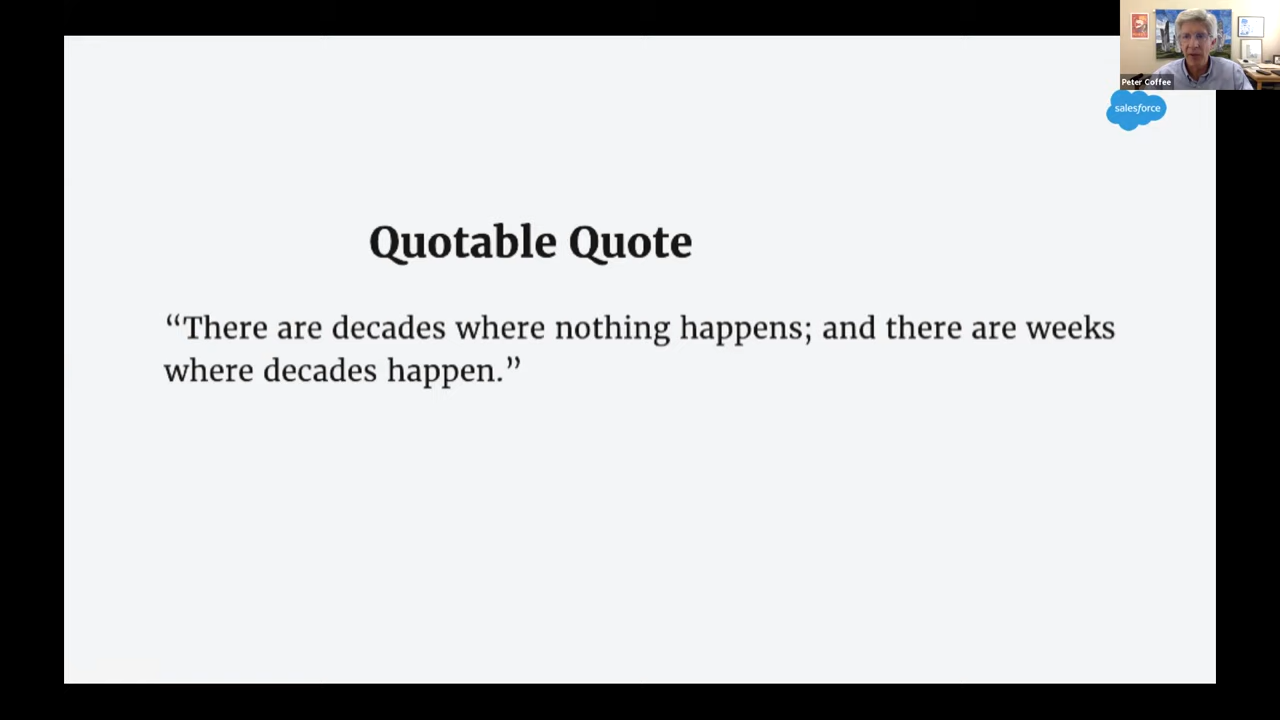 Peter Coffee
salesforce
Quotable Quote
“There are decades where nothing happens; and there are weeks
where decades happen.”